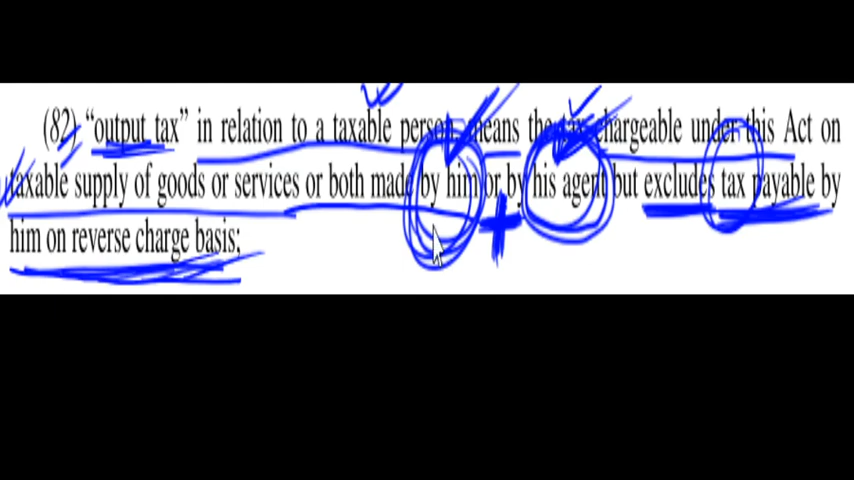 (82) “output tax” in relation to a taxable person, means the tax chargeable under this Act on
taxable supply of goods or services or both made by him or by his agent but excludes tax payable by
him on reverse charge basis;